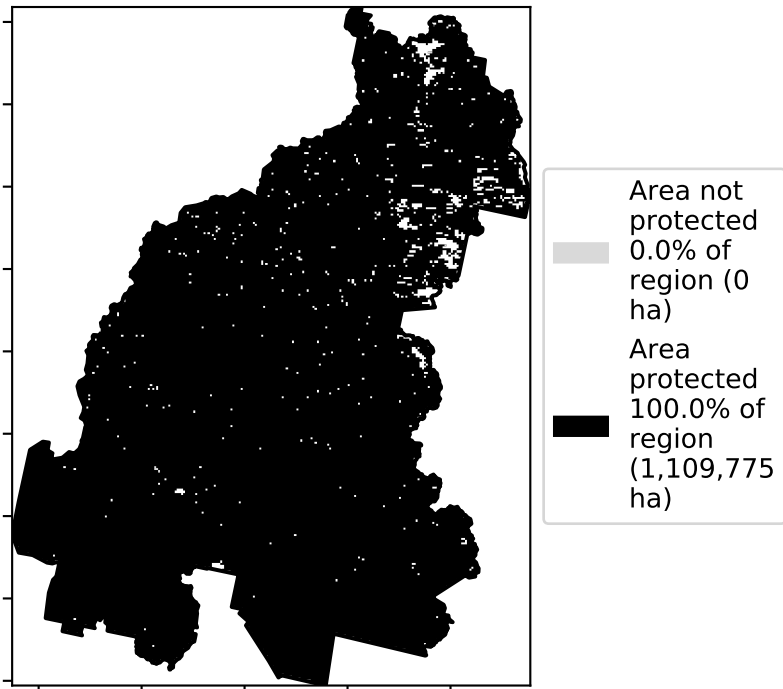 Area not
protected
0.0% of
region (0
ha)
Area
protected
100.0% of
region
(1,109,775
ha)